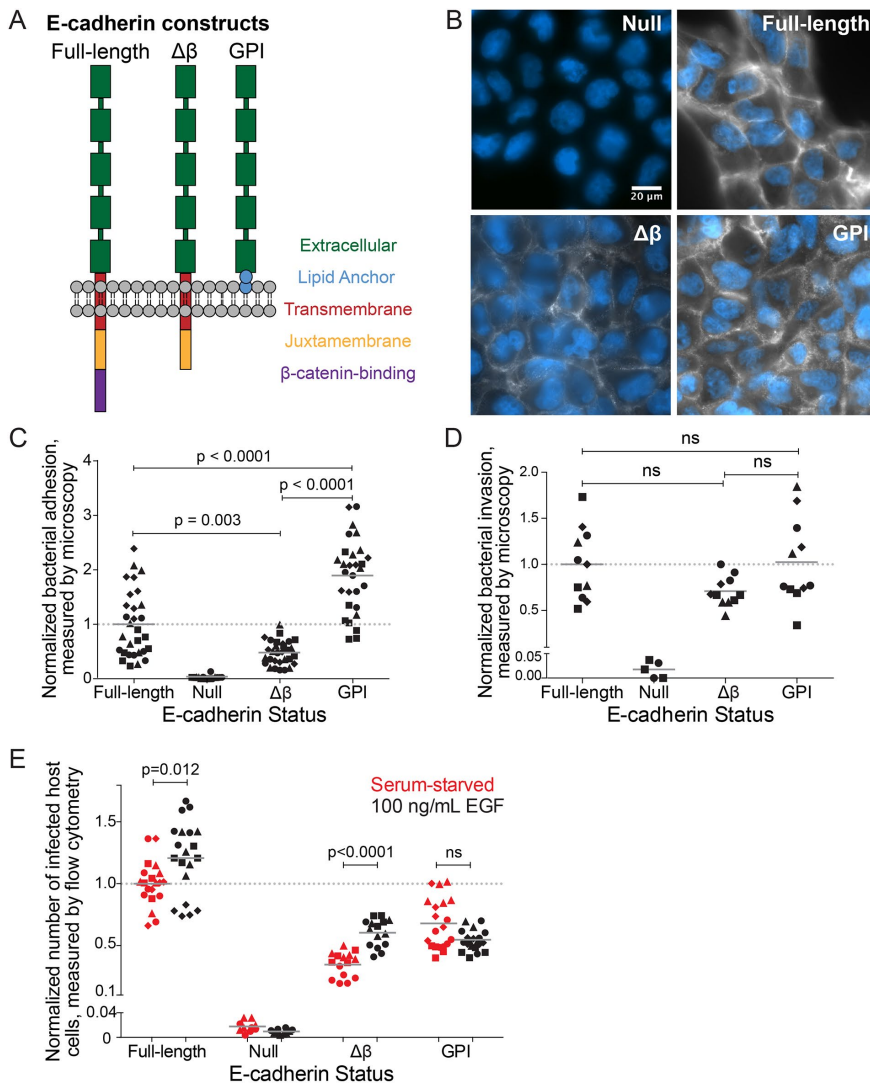 A
E-cadherin constructs
Full-length Δβ GPI
Extracellular
Lipid Anchor
Transmembrane
Juxtamembrane
β-catenin-binding
B
Null
Full-length
20 μm
Δβ
GPI
C
Normalized bacterial adhesion,
measured by microscopy
4
3
2
1
0
p < 0.0001
p < 0.0001
p = 0.003
Full-length Null Δβ GPI
E-cadherin Status
D
Normalized bacterial invasion,
measured by microscopy
2.0
1.5
1.0
0.5
0.05
0.00
ns
ns
ns
Full-length Null Δβ GPI
E-cadherin Status
E
Normalized number of infected host
cells, measured by flow cytometry
1.5
1.0
0.5
0.1
0.04
0
p=0.012
Serum-starved
100 ng/mL EGF
p<0.0001
ns
Full-length Null Δβ GPI
E-cadherin Status